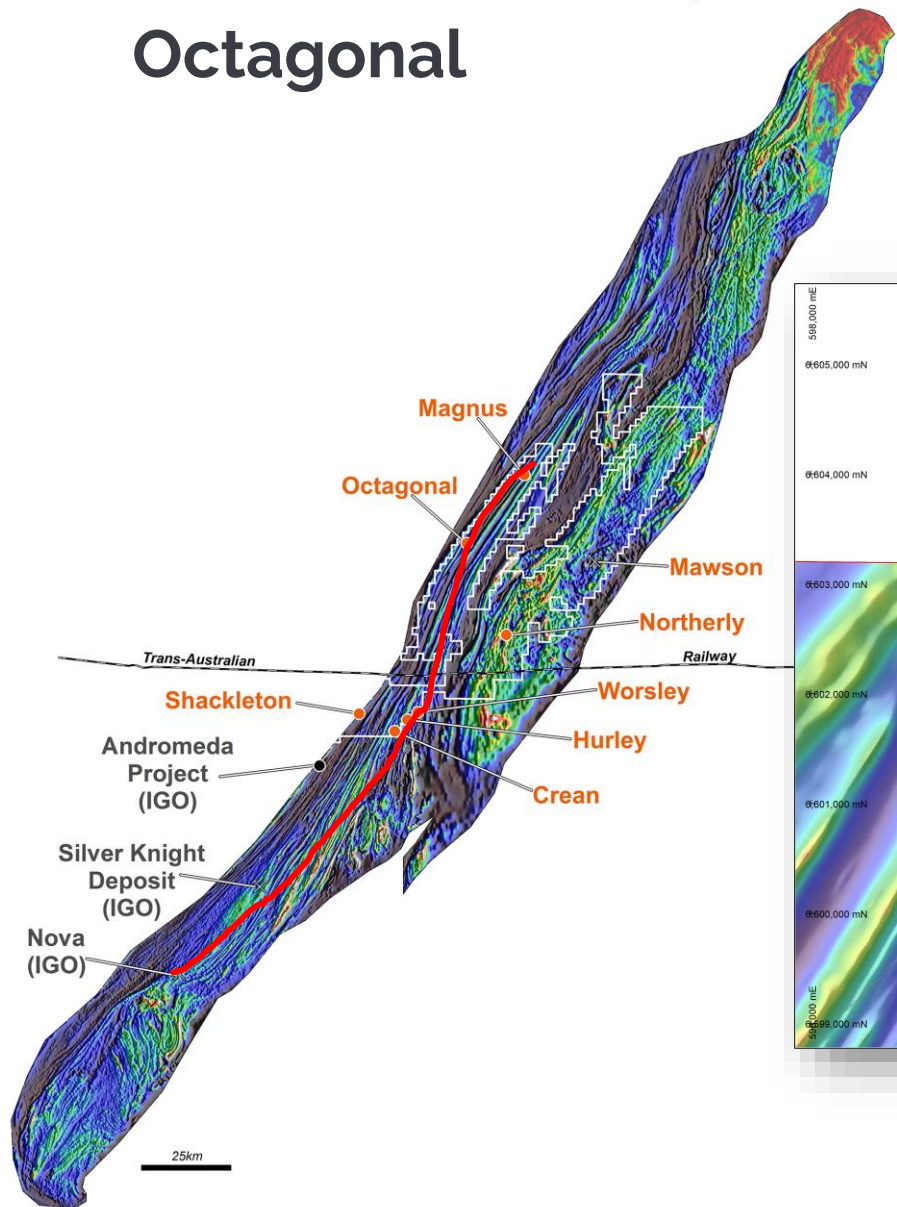 Octagonal
Magnus
Octagonal
Mawson
Northerly
Trans-Australian
Railway
Shackleton
Worsley
Hurley
Crean
Andromeda
Project
(IGO)
Silver Knight
Deposit
(IGO)
Nova
(IGO)
25km
598,000 mE
6,605,000 mN
6,604,000 mN
6,603,000 mN
6,602,000 mN
6,601,000 mN
6,600,000 mN
6,599,000 mN